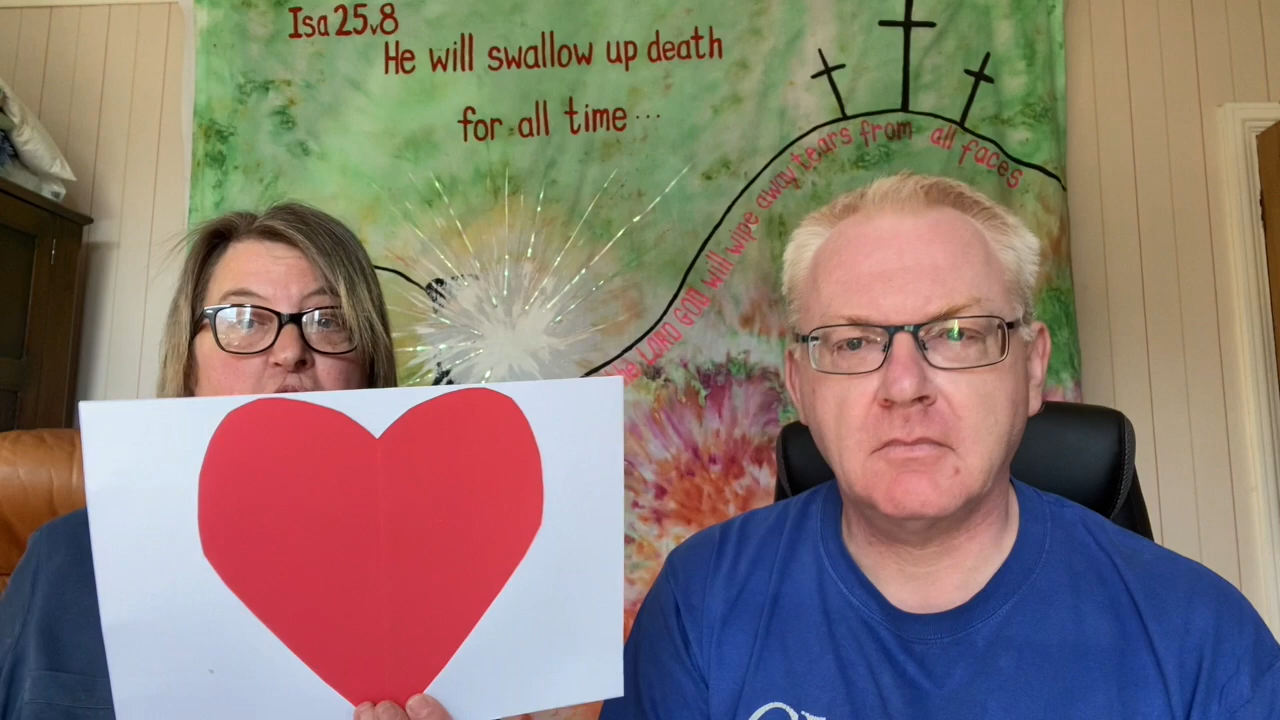 Isa 25v8
He will swallow up death
for all time...
the LORD GOD will wipe away tears from all faces